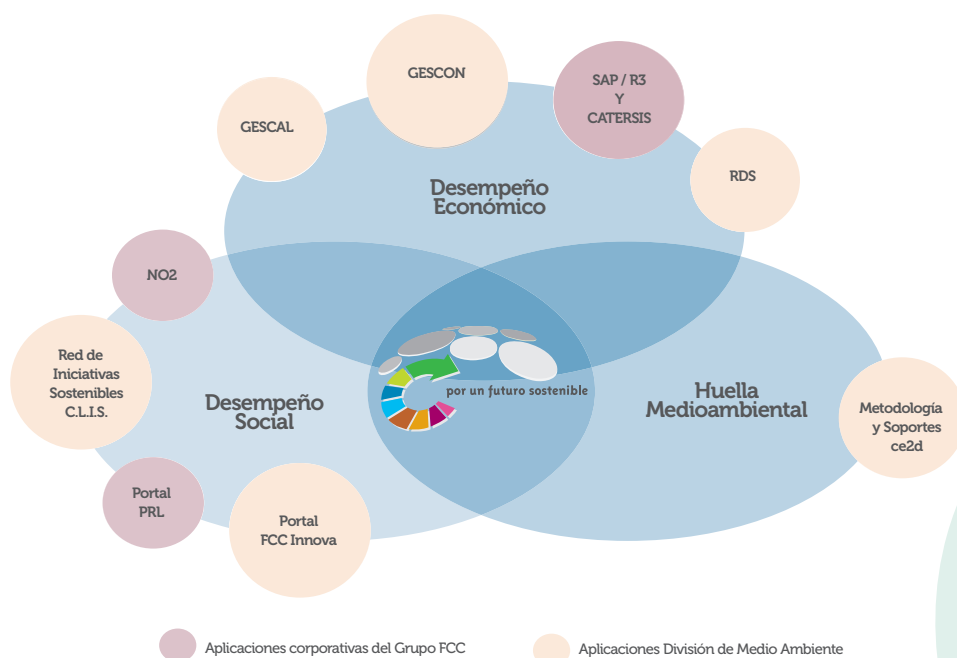 GESCON
SAP / R3
Y
CATERSIS
GESCAL
RDS
Desempeño
Económico
NO2
Red de
Iniciativas
Sostenibles
C.L.I.S.
Desempeño
Social
por un futuro sostenible
Huella
Medioambiental
Metodología
y Soportes
ce2d
Portal
PRL
Portal
FCC Innova
Aplicaciones corporativas del Grupo FCC
Aplicaciones División de Medio Ambiente